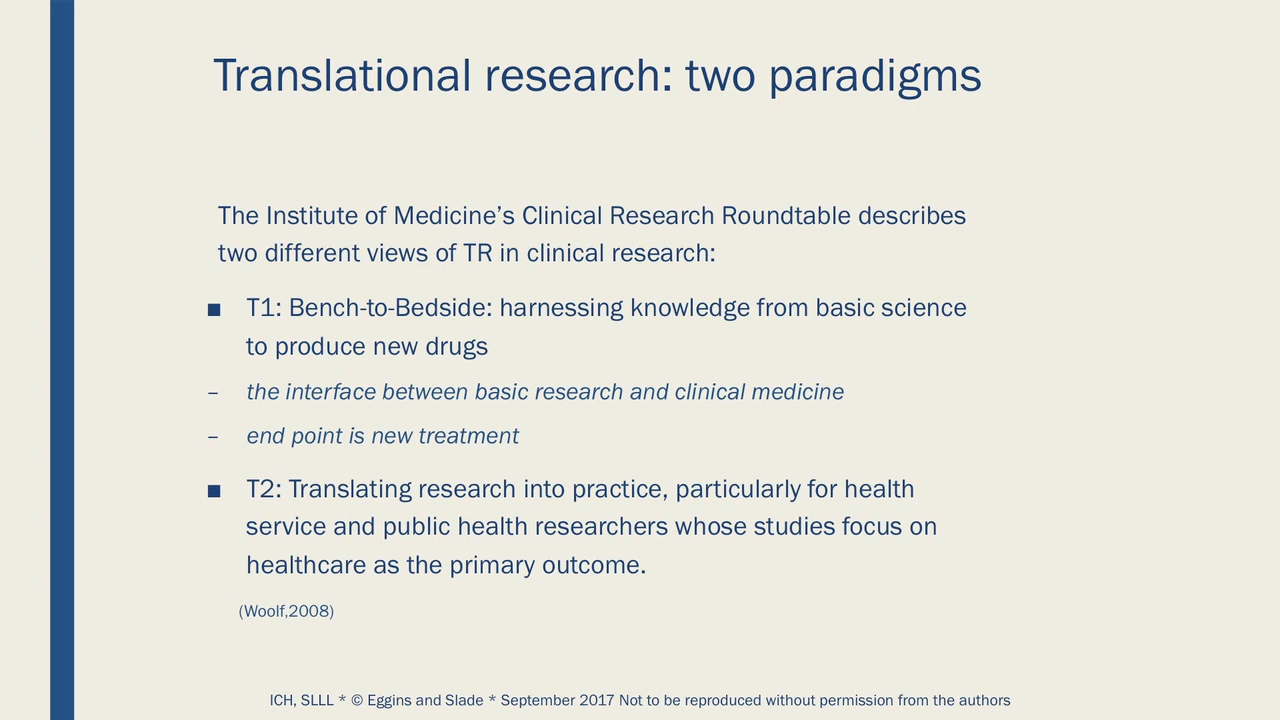 Translational research: two paradigms
The Institute of Medicine’s Clinical Research Roundtable describes
two different views of TR in clinical research:
■ T1: Bench-to-Bedside: harnessing knowledge from basic science
to produce new drugs
– the interface between basic research and clinical medicine
– end point is new treatment
■ T2: Translating research into practice, particularly for health
service and public health researchers whose studies focus on
healthcare as the primary outcome.
(Woolf,2008)
ICH, SLLL * © Eggins and Slade * September 2017 Not to be reproduced without permission from the authors